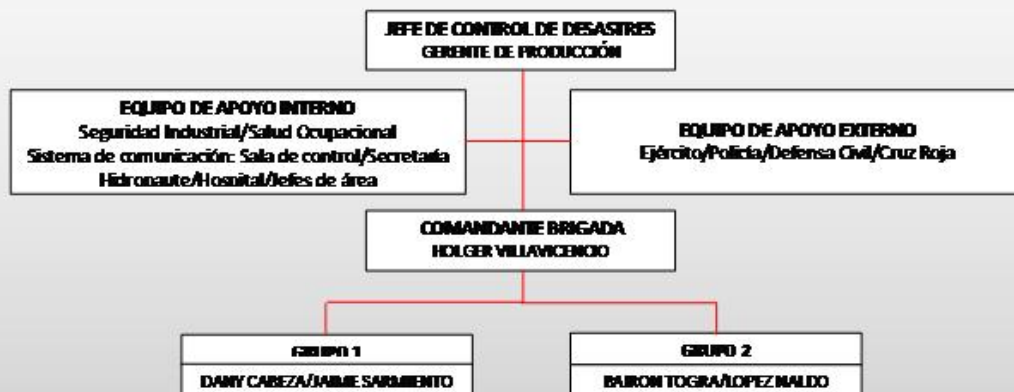 JEFE DE CONTROL DE DESASTRES
GERENTE DE PRODUCCIÓN
EQUIPO DE APOYO INTERNO
Seguridad Industrial/Salud Ocupacional
Sistema de comunicación: Sala de control/Secretaría
Hidronaute/Hospital/Jefes de área
EQUIPO DE APOYO EXTERNO
Ejército/Policía/Defensa Civil/Cruz Roja
COMANDANTE BRIGADA
HOLGER VILLAVICENCIO
GRUPO 1
DANY CABEZA/JAIME SARMIENTO
GRUPO 2
BAIRON TOGRA/LOPEZ NALDO